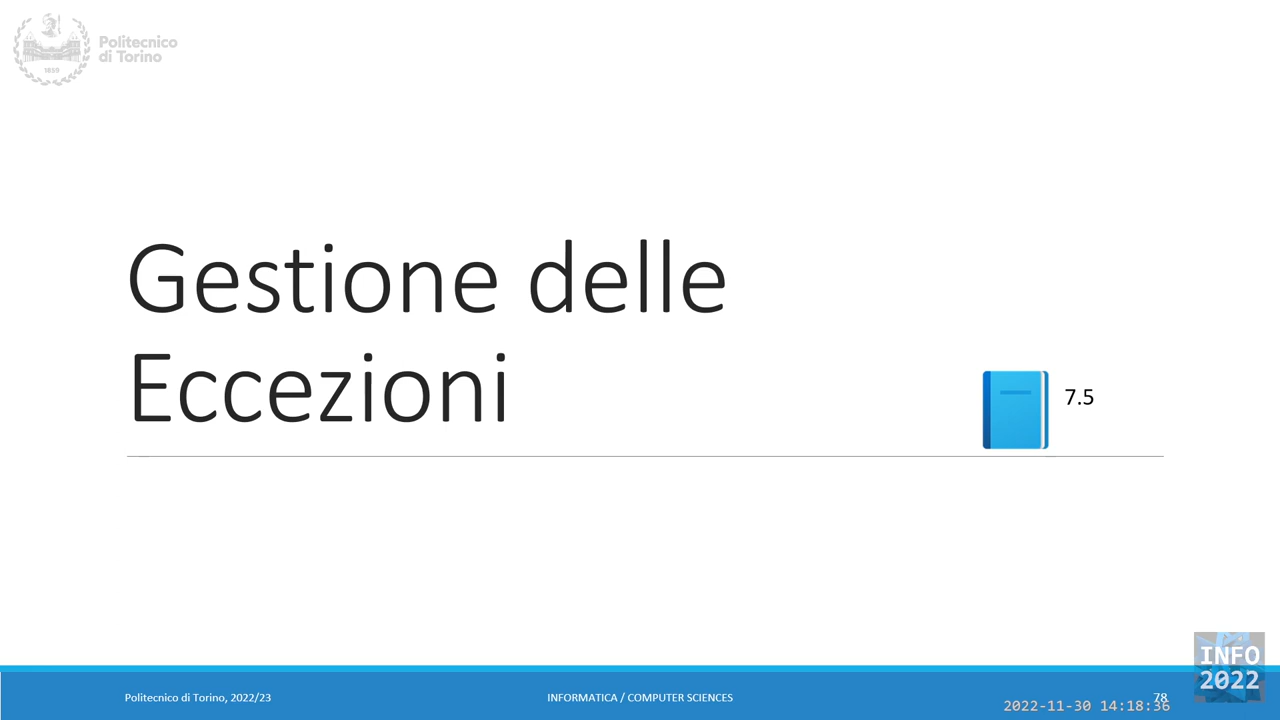 Politecnico
di Torino
1859
Gestione delle
Eccezioni
7.5
INFO
2022
Politecnico di Torino, 2022/23
INFORMATICA / COMPUTER SCIENCES
78
2022-11-30 14:18:36